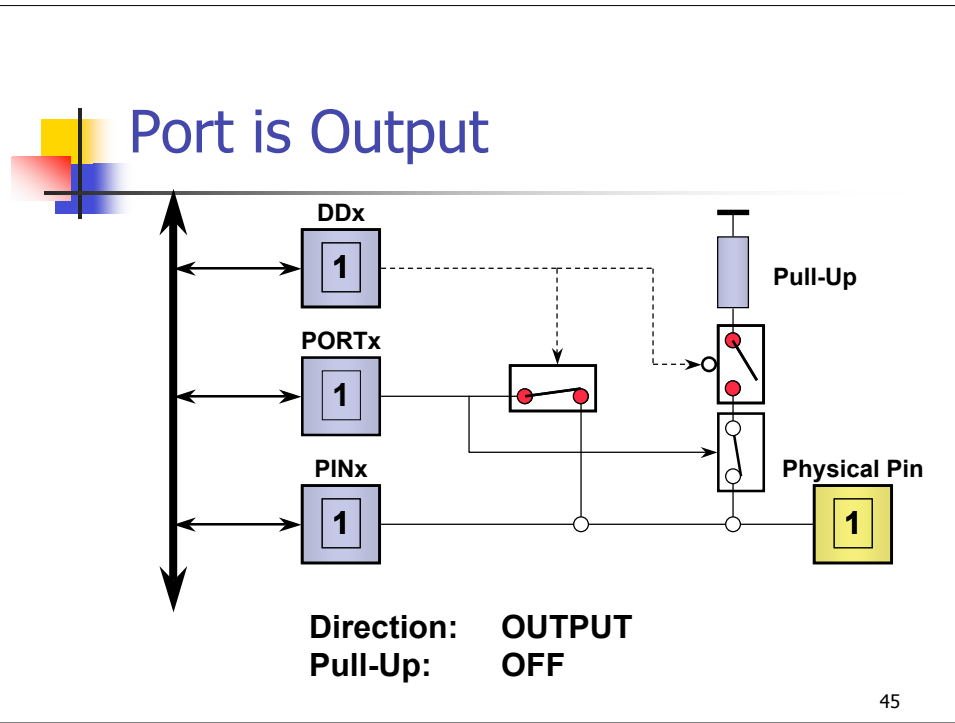 Port is Output
DDx
1
Pull-Up
PORTx
1
PINx
Physical Pin
1
1
Direction: OUTPUT
Pull-Up: OFF
45